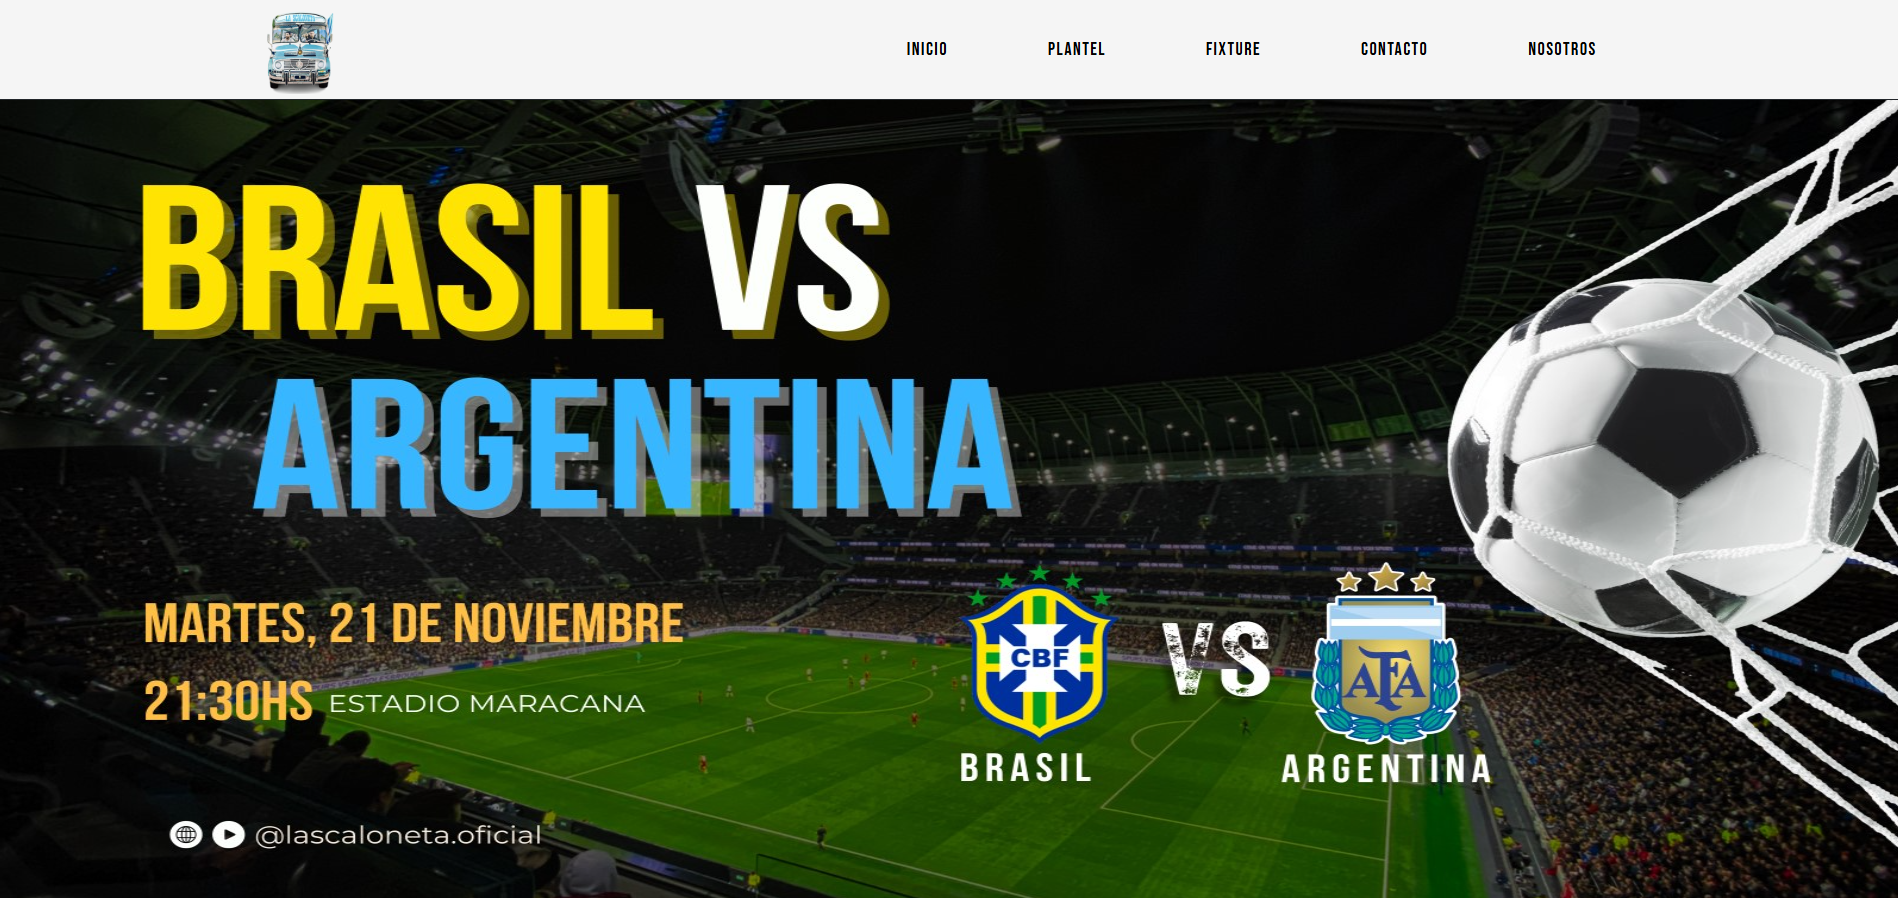 INICIO PLANTEL FIXTURE CONTACTO NOSOTROS
BRASIL VS
ARGENTINA
MARTES, 21 DE NOVIEMBRE
21:30HS ESTADIO MARACANA
CBF
VS
AFA
BRASIL
ARGENTINA
@lascaloneta.oficial